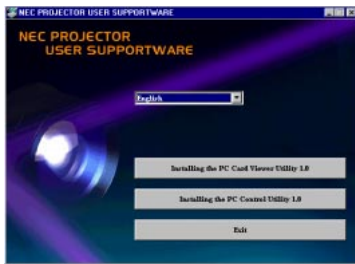 NEC PROJECTOR USER SUPPORTWARE
NEC PROJECTOR
USER SUPPORTWARE
English
Installing the PC Card Viewer Utility 1.0
Installing the PC Control Utility 1.0
Exit